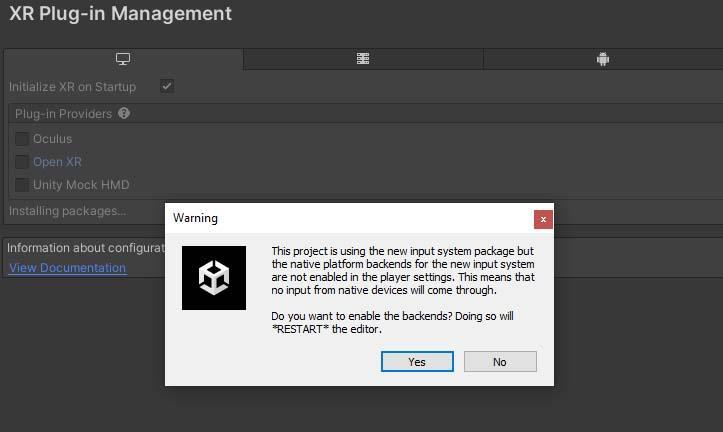 XR Plug-in Management
Initialize XR on Startup
Plug-in Providers ?
Oculus
Open XR
Unity Mock HMD
Installing packages...
Warning
x
This project is using the new input system package but
the native platform backends for the new input system
are not enabled in the player settings. This means that
no input from native devices will come through.
Do you want to enable the backends? Doing so will
*RESTART* the editor.
Yes No
Information about configurat
View Documentation